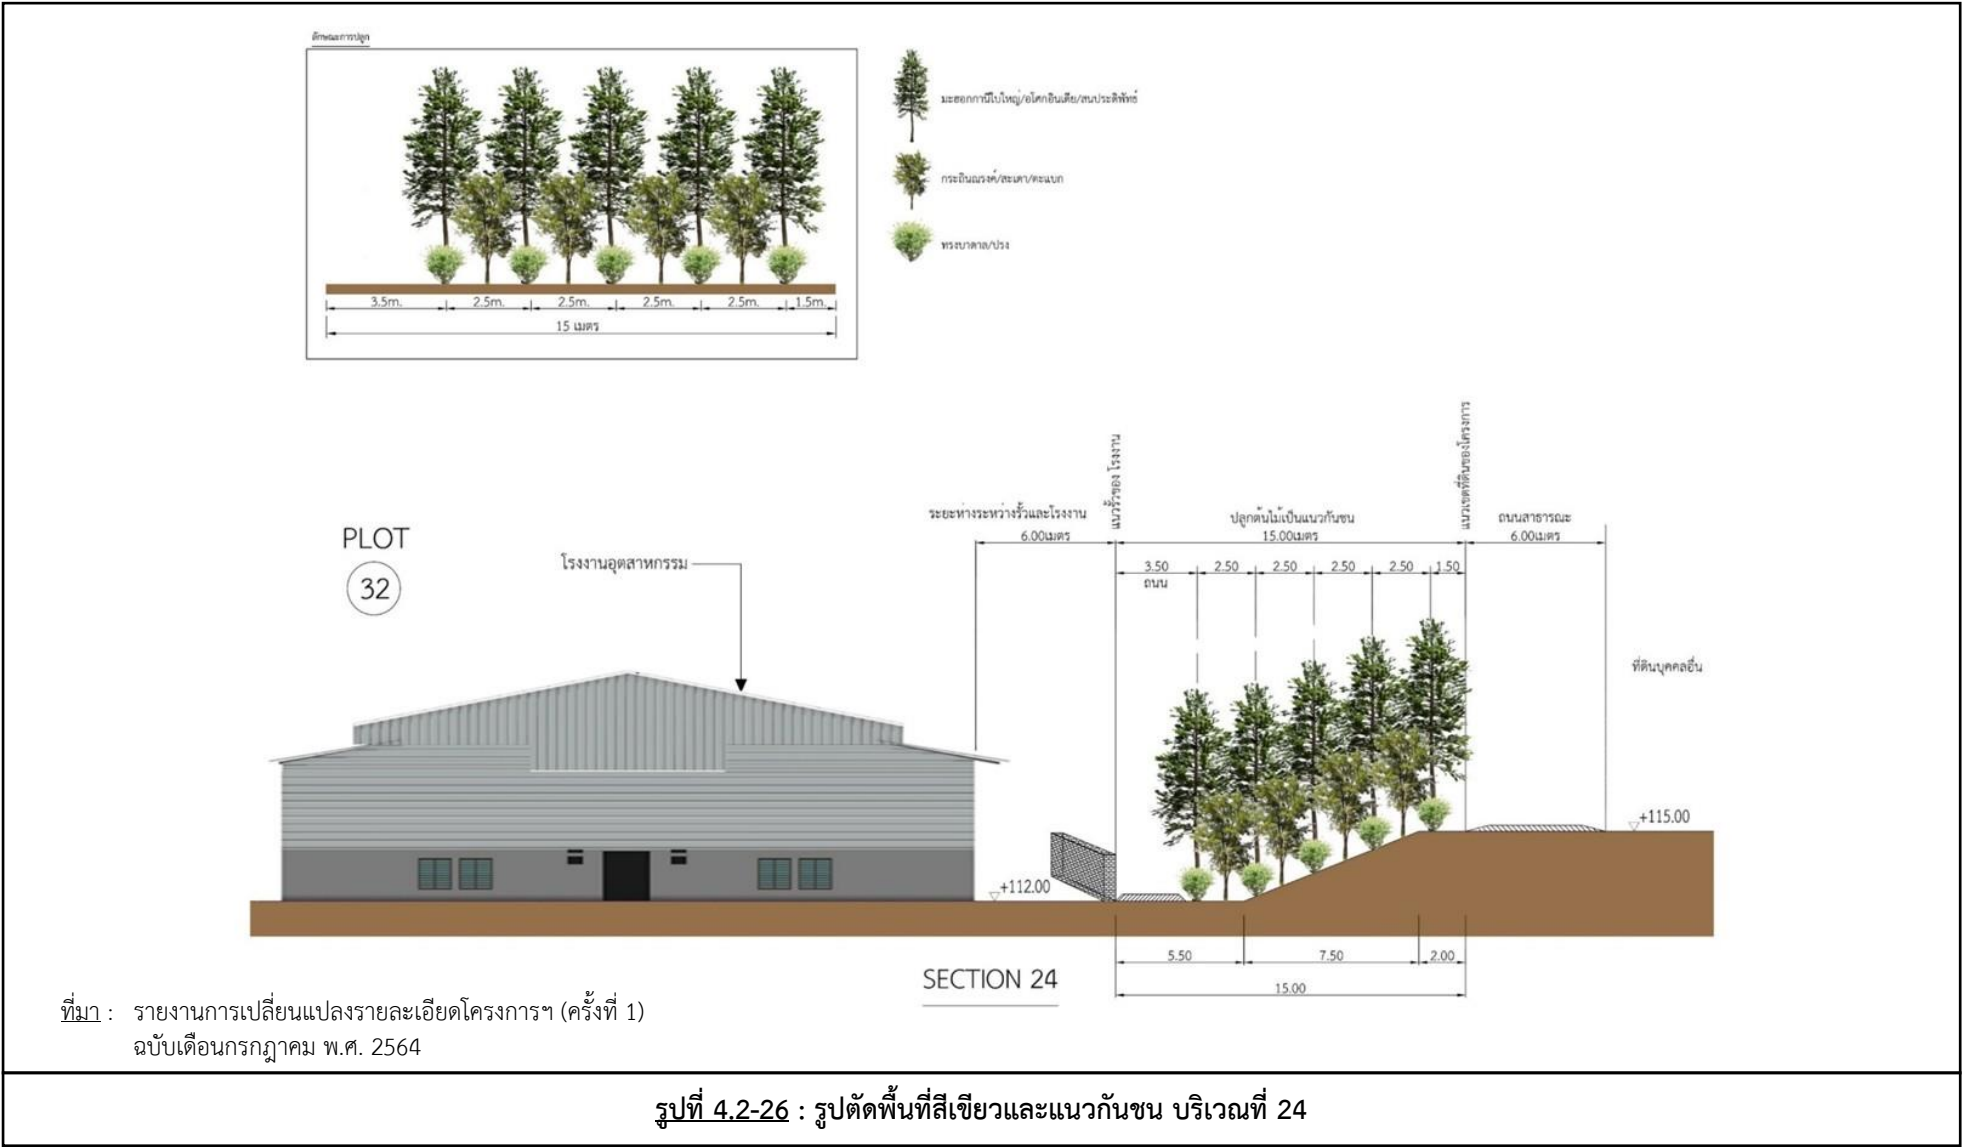 ลักษณะการปลูก
มะฮอกกานีใบใหญ่/อโศกอินเดีย/สนประดิพัทธ์
กระถินณรงค์/สะเดา/ตะแบก
ทรงบาดาล/ปรง
3.5m. 2.5m. 2.5m. 2.5m. 2.5m. 1.5m.
15 เมตร
PLOT
32
โรงงานอุตสาหกรรม
ระยะห่างระหว่างรั้วและโรงงาน
6.00เมตร
แนวรั้วของ โรงงาน
ปลูกต้นไม้เป็นแนวกันชน
15.00เมตร
แนวเขตที่ดินของโครงการ
ถนนสาธารณะ
6.00เมตร
3.50 2.50 2.50 2.50 2.50 1.50
ถนน
ที่ดินบุคคลอื่น
+115.00
+112.00
5.50 7.50 2.00
15.00
SECTION 24
ที่มา : รายงานการเปลี่ยนแปลงรายละเอียดโครงการฯ (ครั้งที่ 1)
ฉบับเดือนกรกฎาคม พ.ศ. 2564
รูปที่ 4.2-26 : รูปตัดพื้นที่สีเขียวและแนวกันชน บริเวณที่ 24